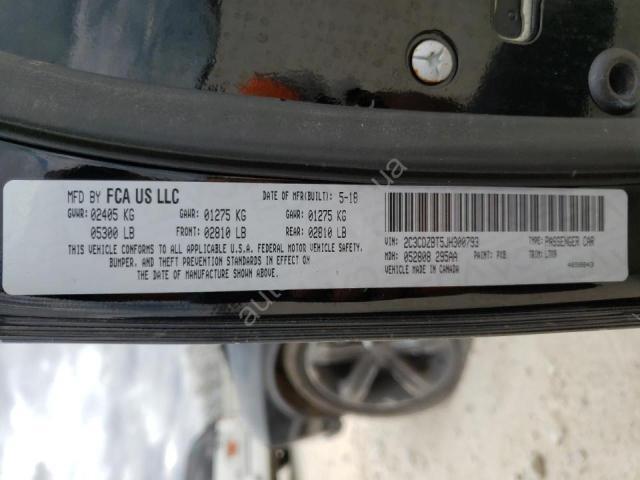 MFD BY FCA US LLC
DATE OF MFR(BUILT): 5-18
GVWR: 02405 KG
GAWR: 01275 KG
GAWR: 01275 KG
05300 LB
FRONT: 02810 LB
REAR: 02810 LB
THIS VEHICLE CONFORMS TO ALL APPLICABLE U.S.A. FEDERAL MOTOR VEHICLE SAFETY,
BUMPER, AND THEFT PREVENTION STANDARDS IN EFFECT ON
THE DATE OF MANUFACTURE SHOWN ABOVE.
VIN: 2C3CDZBT5JH300793
TYPE: PASSENGER CAR
MDH: 052808 295AA
PAINT: PX8
TRIM: LTX9
VEHICLE MADE IN CANADA